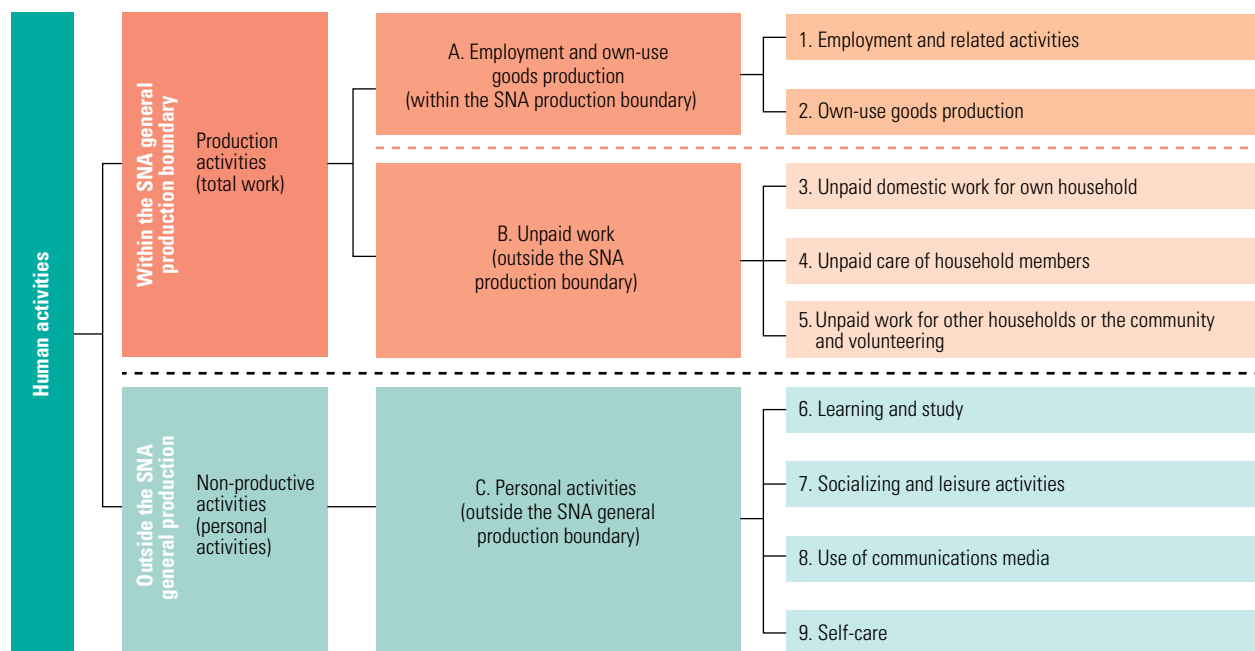 Human activities
Within the SNA general
production boundary
Production
activities
(total work)
A. Employment and own-use
goods production
(within the SNA production boundary)
1. Employment and related activities
2. Own-use goods production
B. Unpaid work
(outside the SNA
production boundary)
3. Unpaid domestic work for own household
4. Unpaid care of household members
5. Unpaid work for other households or the community
and volunteering
Outside the SNA
general production
Non-productive
activities
(personal
activities)
C. Personal activities
(outside the SNA general
production boundary)
6. Learning and study
7. Socializing and leisure activities
8. Use of communications media
9. Self-care